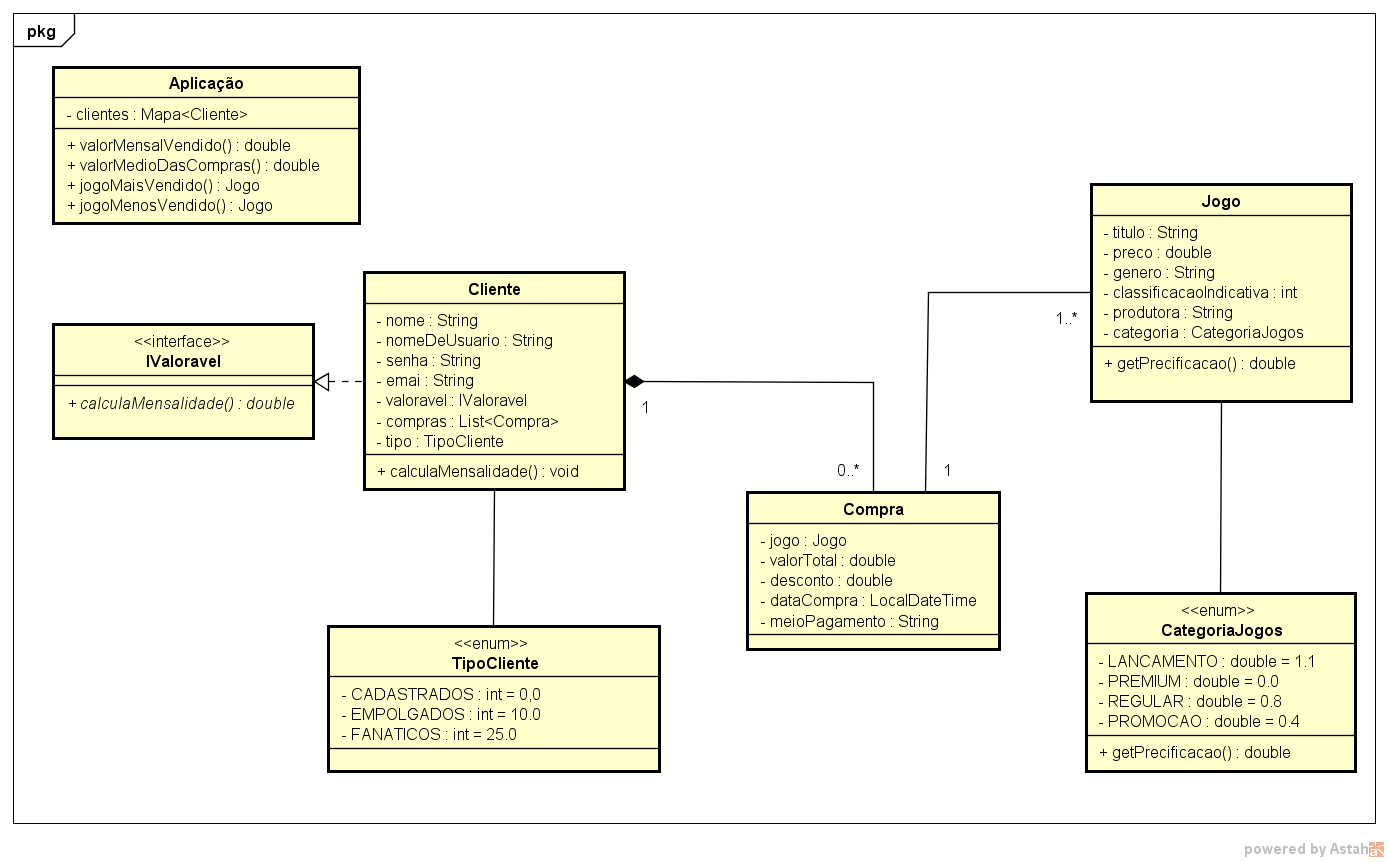 pkg
Aplicação
- clientes : Mapa<Cliente>
+ valorMensalVendido() : double
+ valorMedioDasCompras() : double
+ jogoMaisVendido() : Jogo
+ jogoMenosVendido() : Jogo
<<interface>>
IValoravel
+ calculaMensalidade() : double
Cliente
- nome : String
- nomeDeUsuario : String
- senha : String
- emai : String
- valoravel : IValoravel
- compras : List<Compra>
- tipo : TipoCliente
+ calculaMensalidade() : void
1
0..*
1
1..*
Jogo
- titulo : String
- preco : double
- genero : String
- classificacaoIndicativa : int
- produtora : String
- categoria : CategoriaJogos
+ getPrecificacao() : double
Compra
- jogo : Jogo
- valorTotal : double
- desconto : double
- dataCompra : LocalDateTime
- meioPagamento : String
<<enum>>
TipoCliente
- CADASTRADOS : int = 0,0
- EMPOLGADOS : int = 10.0
- FANATICOS : int = 25.0
<<enum>>
CategoriaJogos
- LANCAMENTO : double = 1.1
- PREMIUM : double = 0.0
- REGULAR : double = 0.8
- PROMOCAO : double = 0.4
+ getPrecificacao() : double
powered by Astah